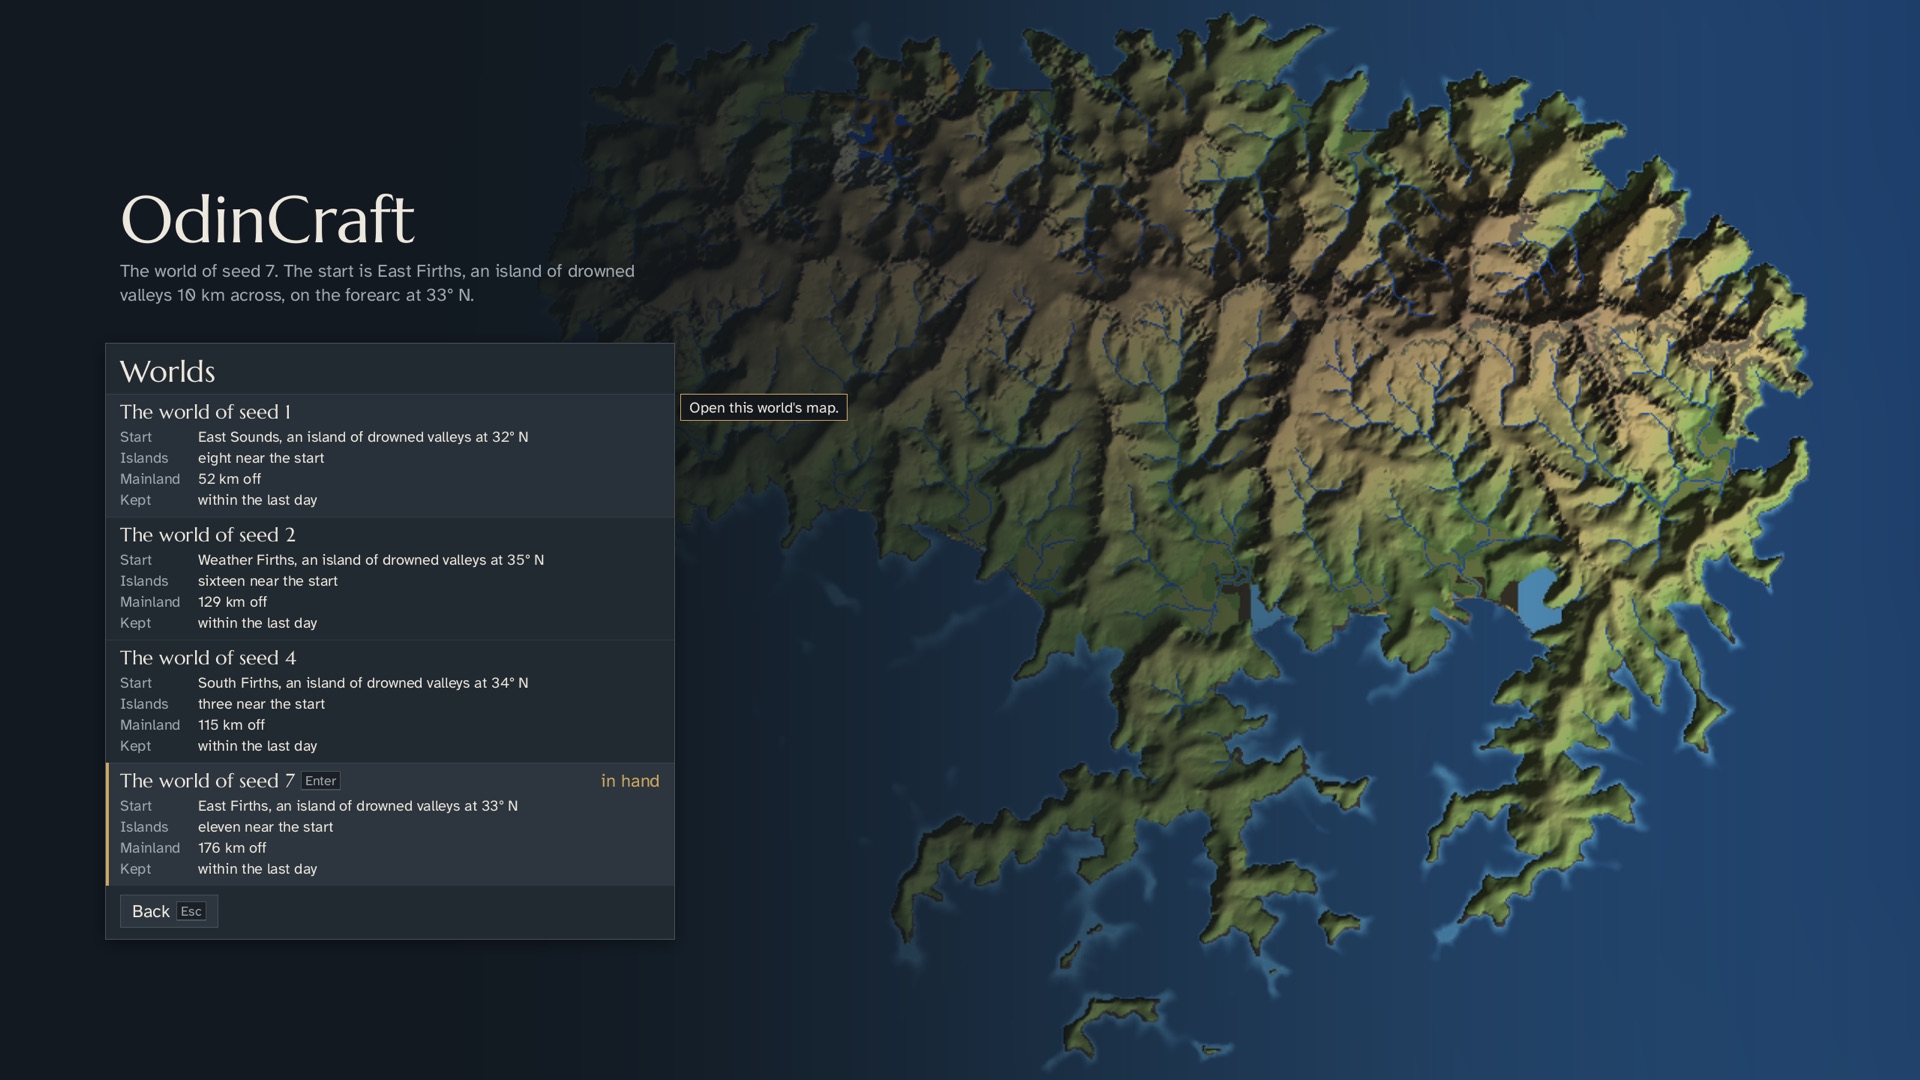 OdinCraft
The world of seed 7. The start is East Firths, an island of drowned
valleys 10 km across, on the forearc at 33° N.
Worlds
The world of seed 1
Start East Sounds, an island of drowned valleys at 32° N
Islands eight near the start
Mainland 52 km off
Kept within the last day
Open this world's map.
The world of seed 2
Start Weather Firths, an island of drowned valleys at 35° N
Islands sixteen near the start
Mainland 129 km off
Kept within the last day
The world of seed 4
Start South Firths, an island of drowned valleys at 34° N
Islands three near the start
Mainland 115 km off
Kept within the last day
The world of seed 7 Enter in hand
Start East Firths, an island of drowned valleys at 33° N
Islands eleven near the start
Mainland 176 km off
Kept within the last day
Back Esc